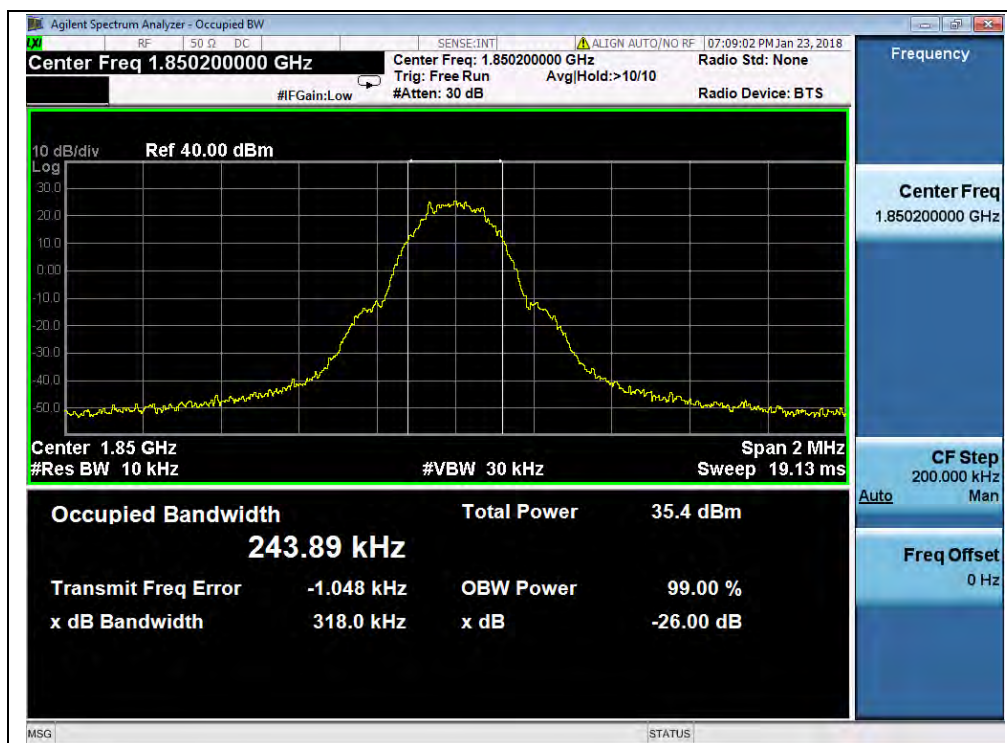 Agilent Spectrum Analyzer - Occupied BW
LXI RF 50 Ω DC SENSE:INT ALIGN AUTO/NO RF 07:09:02 PM Jan 23, 2018
Center Freq 1.850200000 GHz
Center Freq: 1.850200000 GHz Radio Std: None
Trig: Free Run Avg|Hold:>10/10
#IFGain:Low #Atten: 30 dB Radio Device: BTS
10 dB/div Ref 40.00 dBm
Log
30.0
20.0
10.0
0.00
-10.0
-20.0
-30.0
-40.0
-50.0
Center 1.85 GHz Span 2 MHz
#Res BW 10 kHz #VBW 30 kHz Sweep 19.13 ms
Occupied Bandwidth Total Power 35.4 dBm
243.89 kHz
Transmit Freq Error -1.048 kHz OBW Power 99.00 %
x dB Bandwidth 318.0 kHz x dB -26.00 dB
MSG STATUS
Frequency
Center Freq
1.850200000 GHz
CF Step
200.000 kHz
Auto Man
Freq Offset
0 Hz